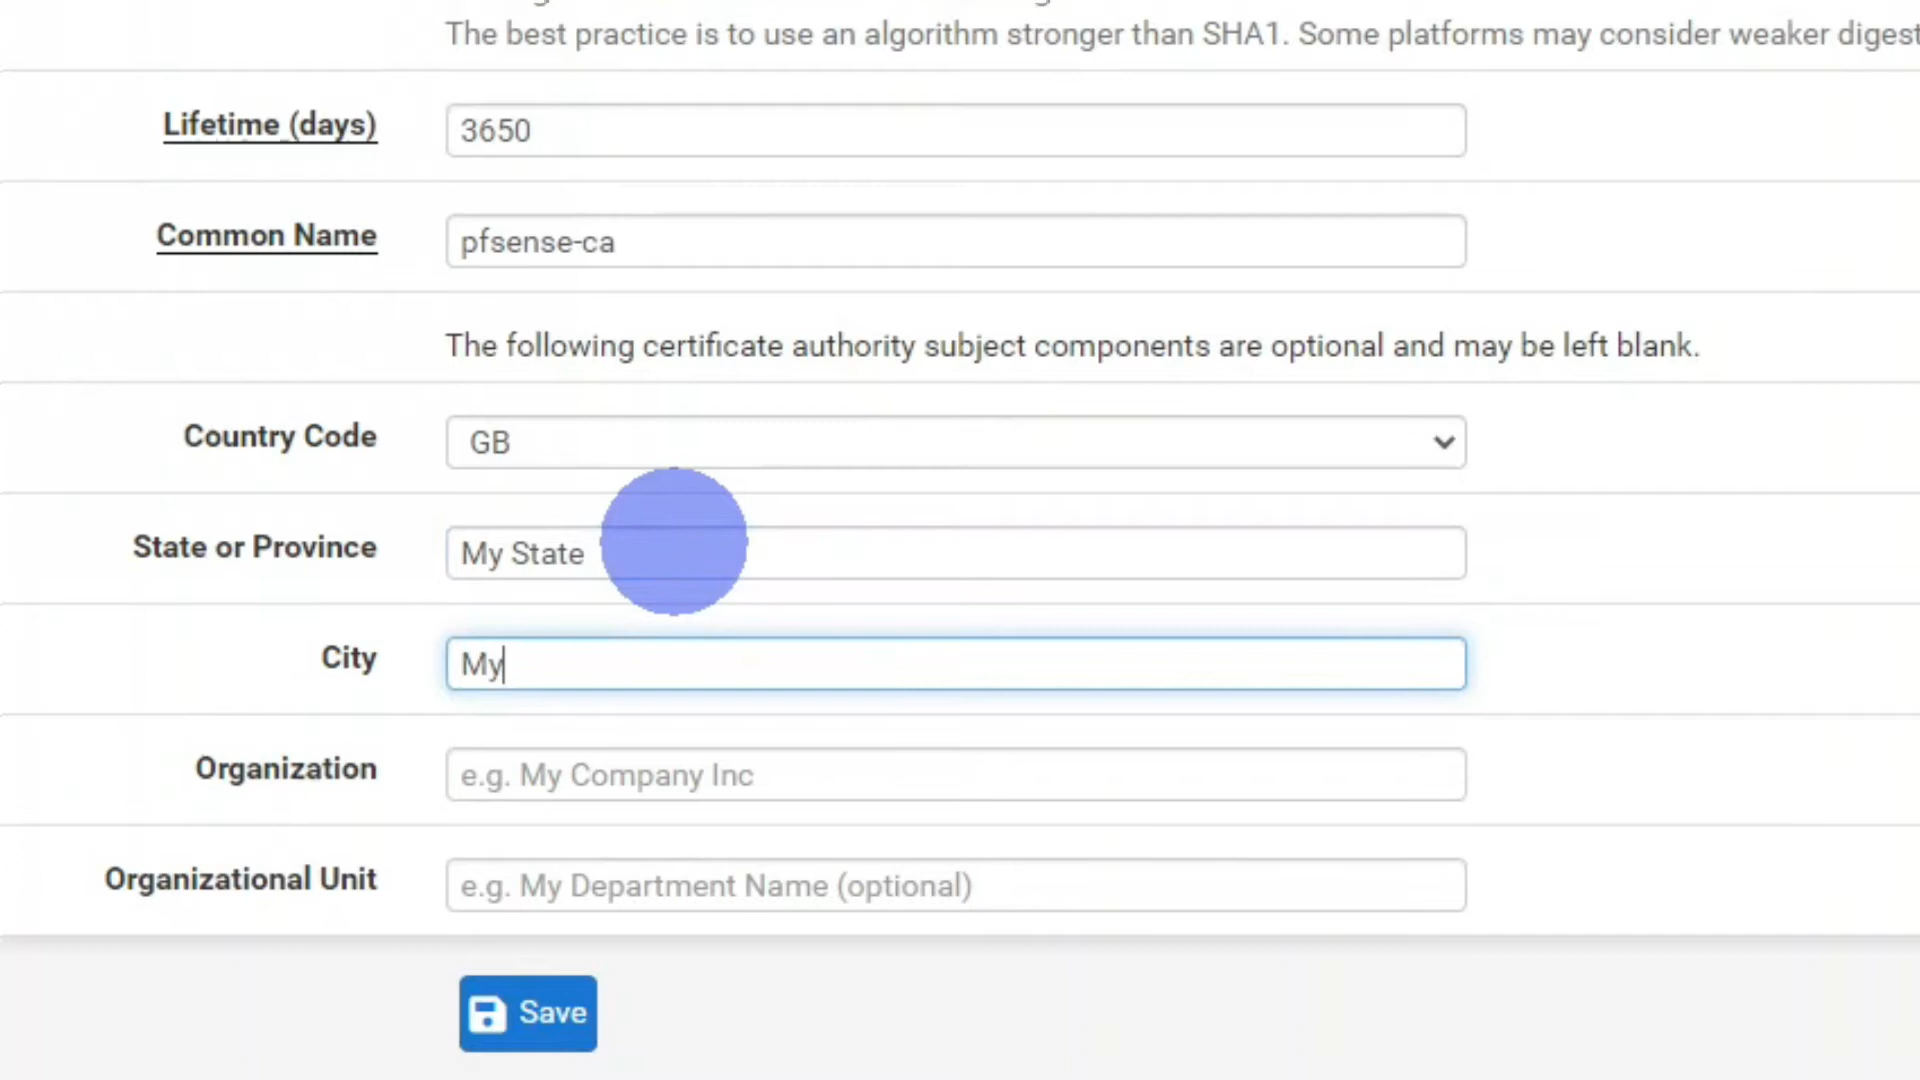 The best practice is to use an algorithm stronger than SHA1. Some platforms may consider weaker digest
Lifetime (days)
3650
Common Name
pfsense-ca
The following certificate authority subject components are optional and may be left blank.
Country Code
GB
State or Province
My State
City
My
Organization
e.g. My Company Inc
Organizational Unit
e.g. My Department Name (optional)
Save